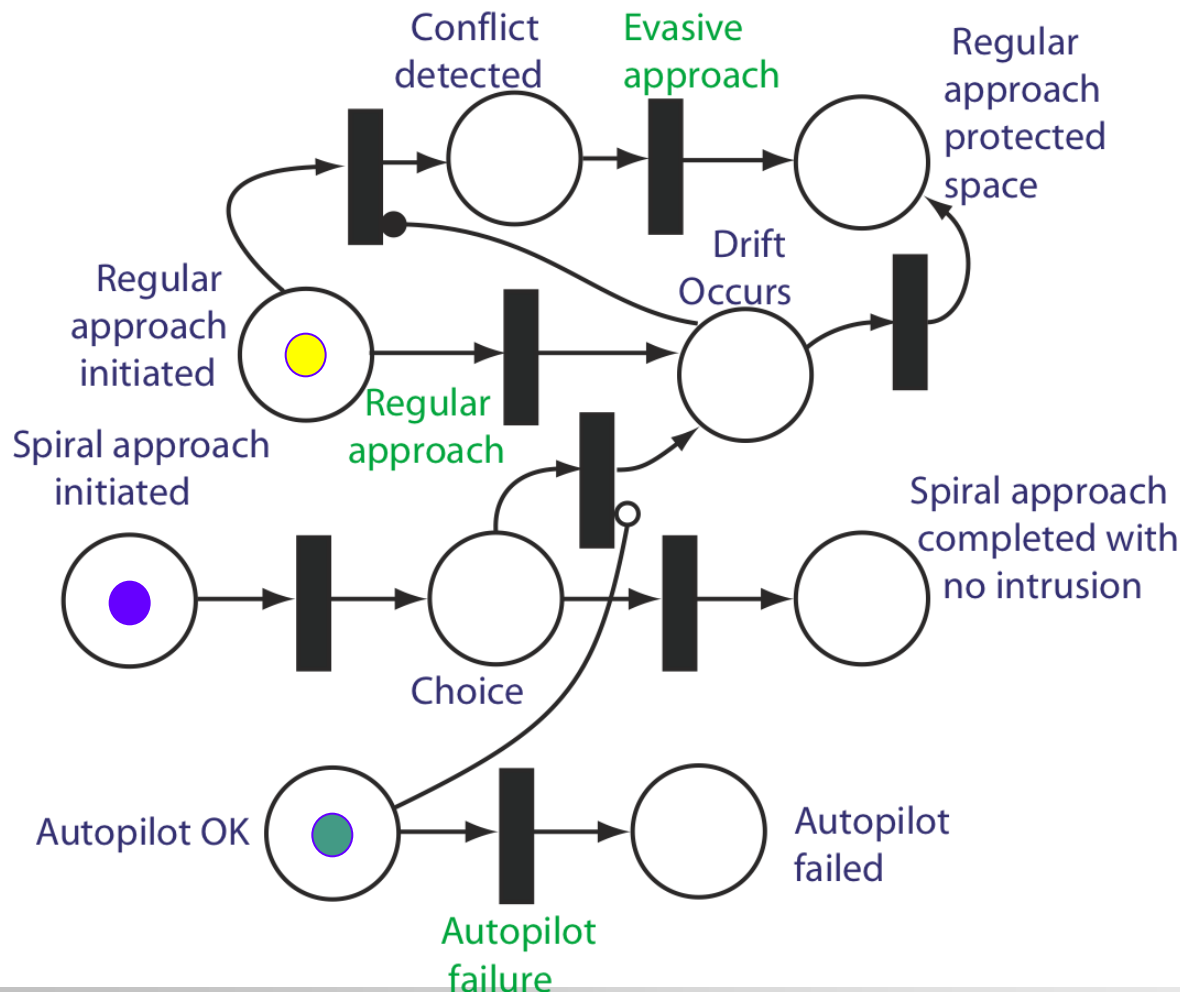 Conflict
detected
Evasive
approach
Regular
approach
protected
space
Drift
Occurs
Regular
approach
initiated
Regular
approach
Spiral approach
initiated
Spiral approach
completed with
no intrusion
Choice
Autopilot OK
Autopilot
failed
Autopilot
failure